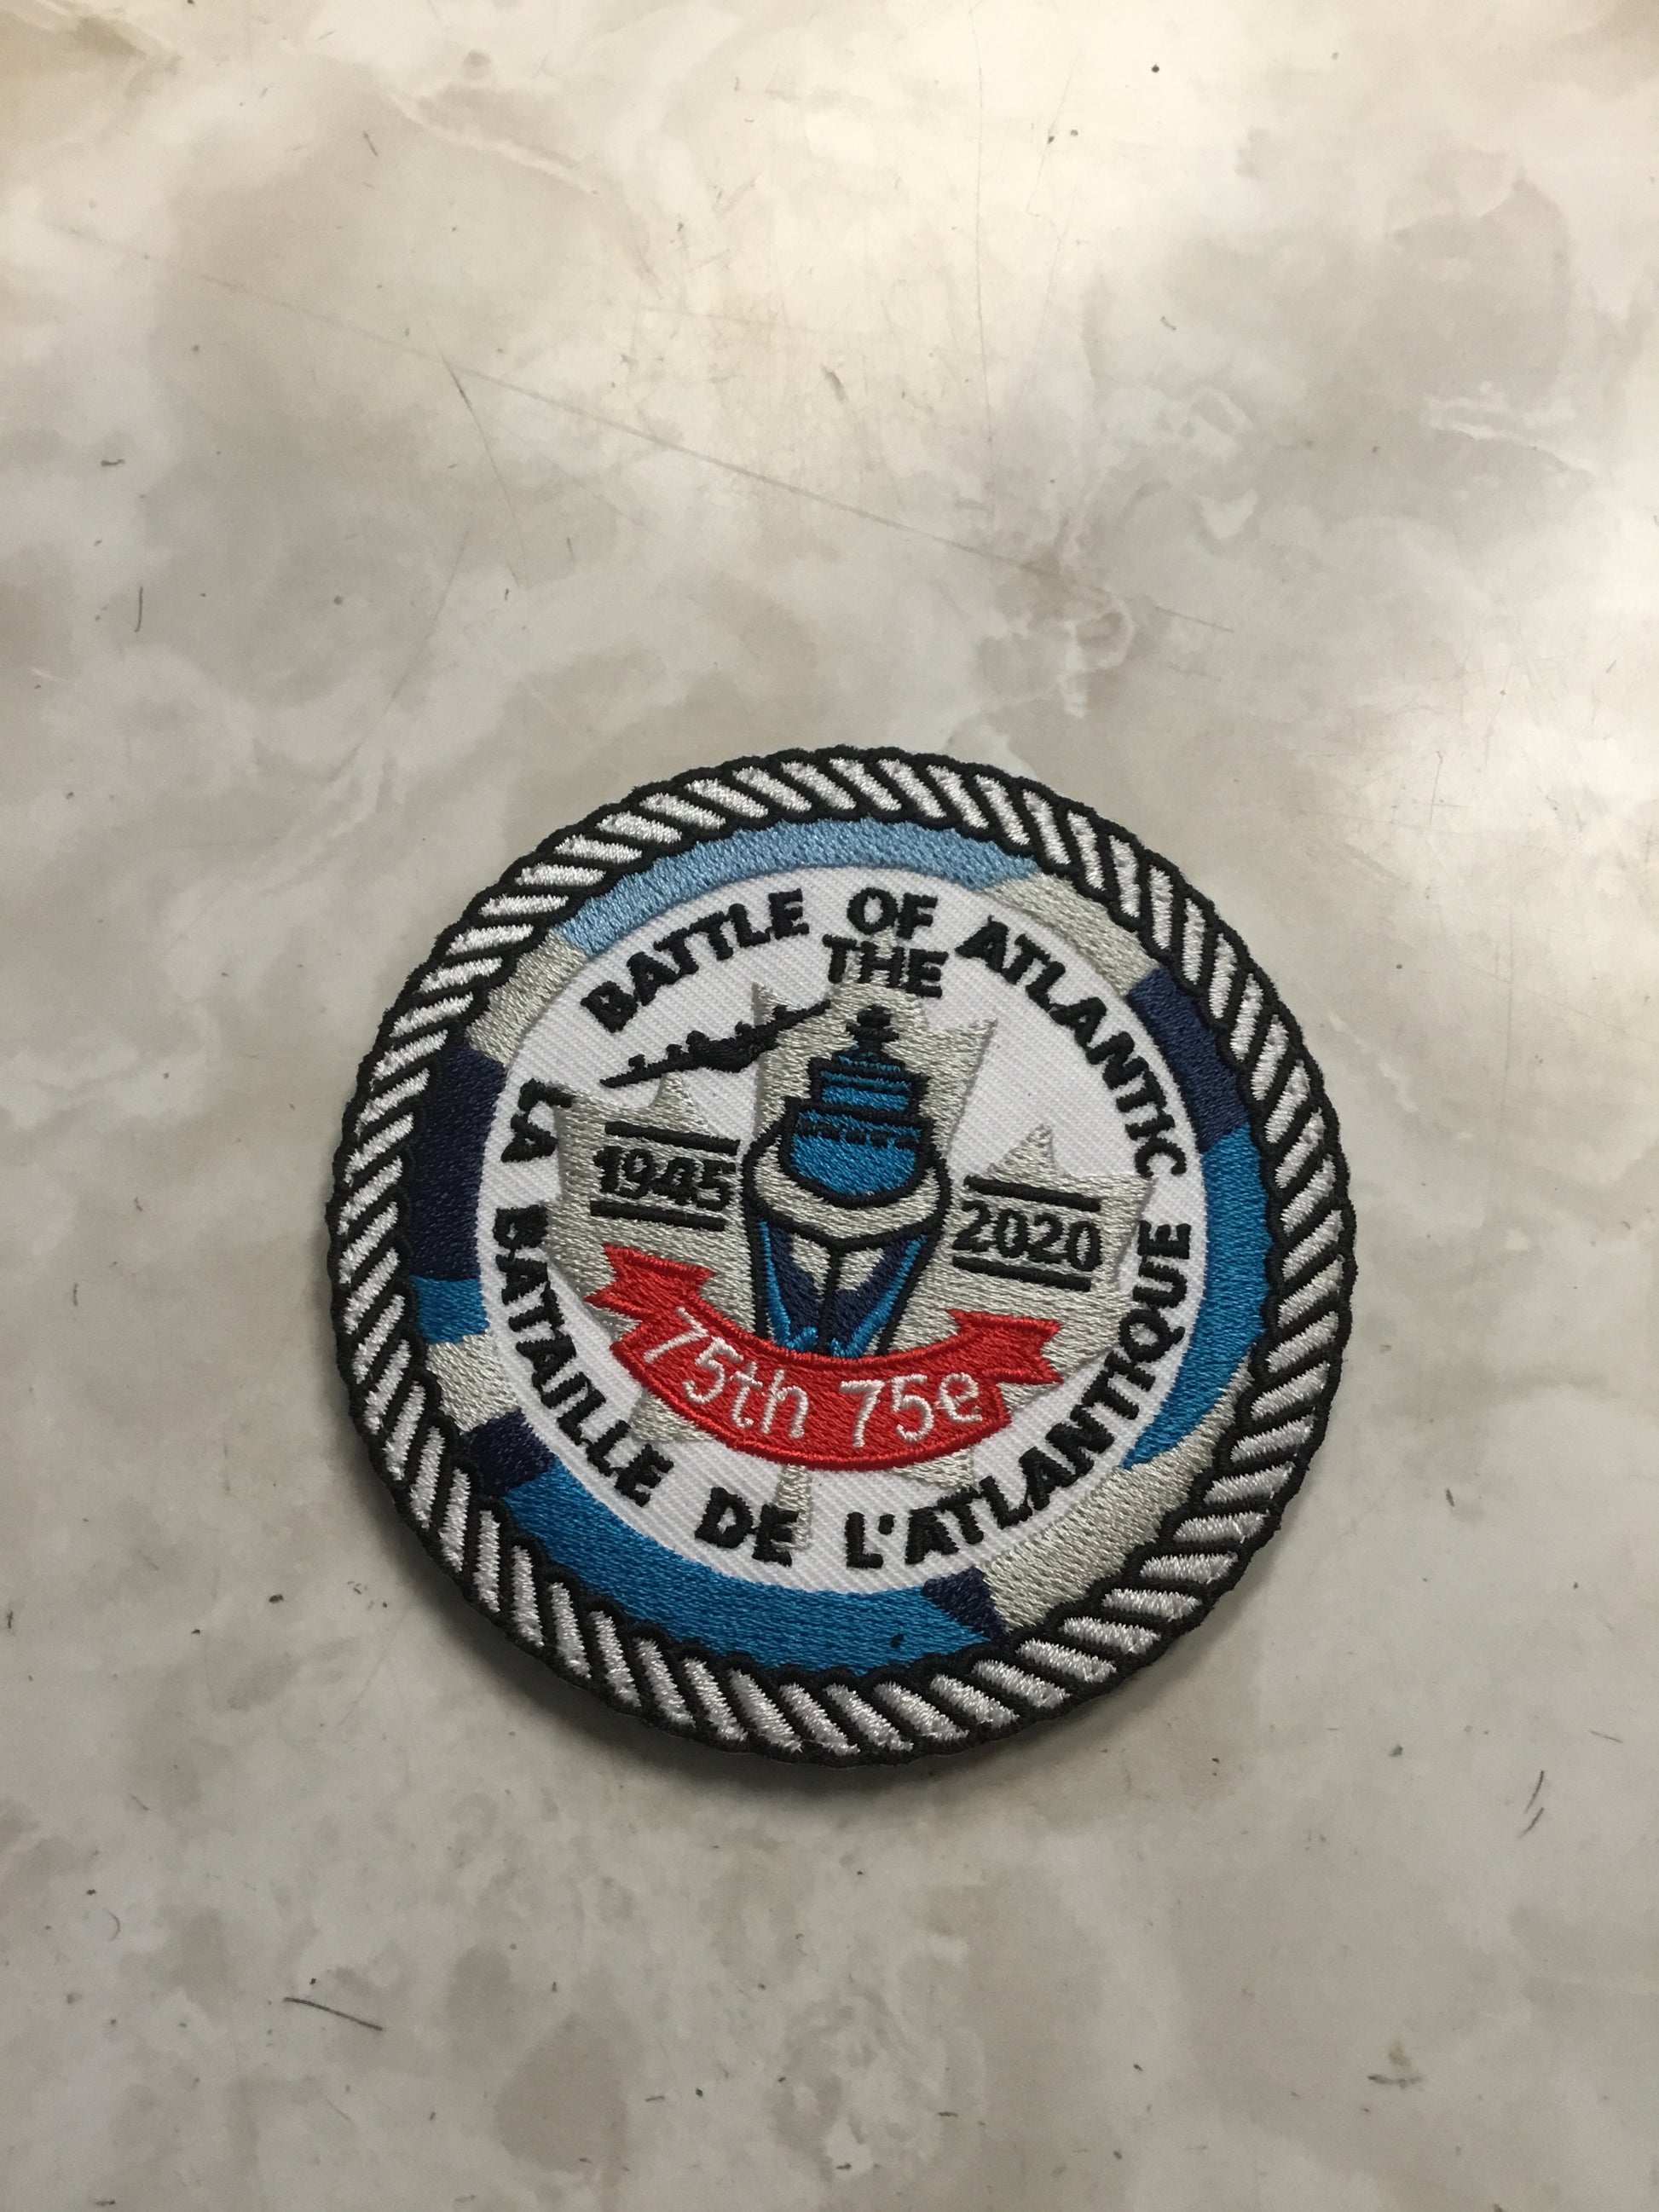 BATTLE OF THE ATLANTIC
1945
2020
75th 75e
LA BATAILLE DE L'ATLANTIQUE